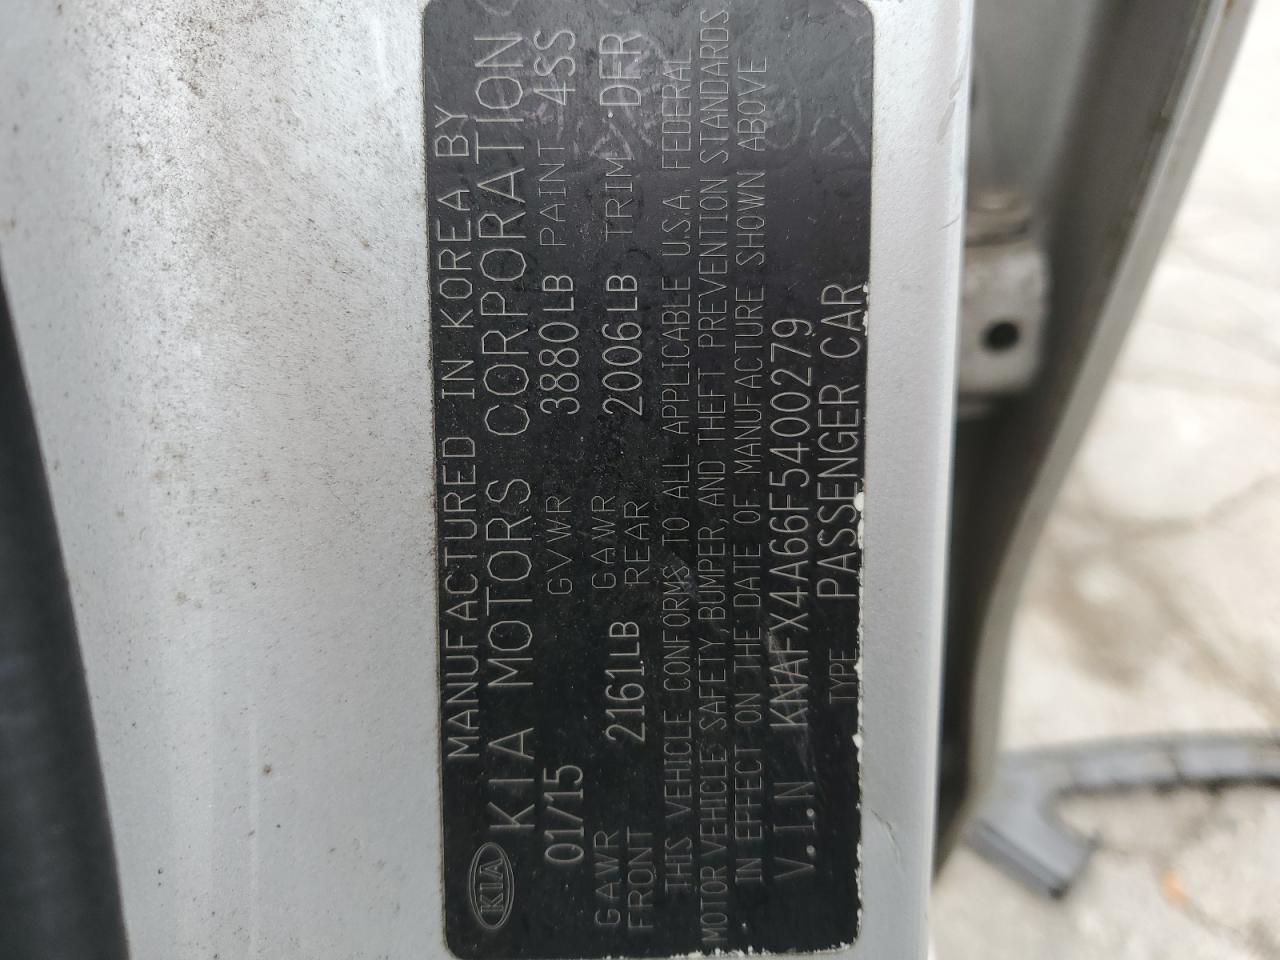 MANUFACTURED IN KOREA BY
KIA KIA MOTORS CORPORATION
01/15 GVWR 3880LB PAINT 4SS
GAWR FRONT 2161LB GAWR REAR 2006LB TRIM DFR
THIS VEHICLE CONFORMS TO ALL APPLICABLE U.S.A. FEDERAL
MOTOR VEHICLE SAFETY, BUMPER, AND THEFT PREVENTION STANDARDS
IN EFFECT ON THE DATE OF MANUFACTURE SHOWN ABOVE
V.I.N KNAFX4A66F5400279
TYPE PASSENGER CAR